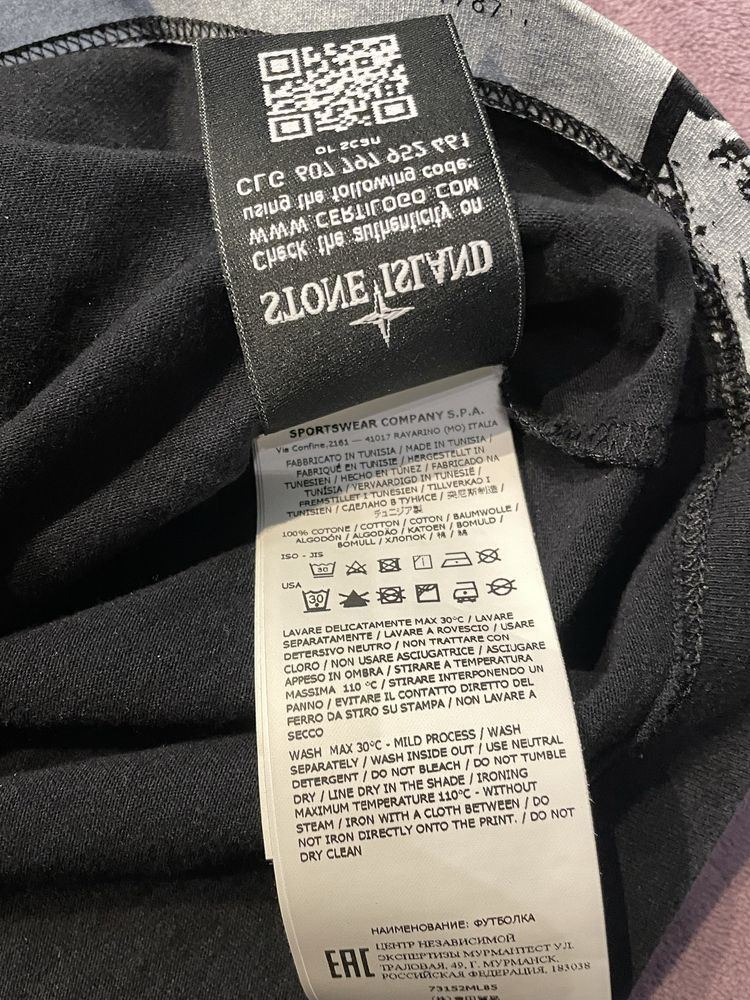 STONE ISLAND
Check the authenticity on
WWW CERTILOGO COM
using the following code:
CLG 607 797 952 661
or scan
SPORTSWEAR COMPANY S.P.A.
Via Confine,2161 — 41017 RAVARINO (MO) ITALIA
FABBRICATO IN TUNISIA / MADE IN TUNISIA /
FABRIQUÉ EN TUNISIE / HERGESTELLT IN
TUNESIEN / HECHO EN TÚNEZ / FABRICADO NA
TUNÍSIA / VERVAARDIGD IN TUNESIË /
FREMSTILLET I TUNESIEN / TILLVERKAD I
TUNISIEN / СДЕЛАНО В ТУНИСЕ / 突尼斯制造 /
チュニジア製
100% COTONE / COTTON / COTON / BAUMWOLLE /
ALGODÓN / ALGODÃO / KATOEN / BOMULD /
BOMULL / ХЛОПОК / 棉 / 綿
ISO - JIS
30
USA
30
LAVARE DELICATAMENTE MAX 30°C / LAVARE
SEPARATAMENTE / LAVARE A ROVESCIO / USARE
DETERSIVO NEUTRO / NON TRATTARE CON
CLORO / NON USARE ASCIUGATRICE / ASCIUGARE
APPESO IN OMBRA / STIRARE A TEMPERATURA
MASSIMA 110 °C / STIRARE INTERPONENDO UN
PANNO / EVITARE IL CONTATTO DIRETTO DEL
FERRO DA STIRO SU STAMPA / NON LAVARE A
SECCO
WASH MAX 30°C - MILD PROCESS / WASH
SEPARATELY / WASH INSIDE OUT / USE NEUTRAL
DETERGENT / DO NOT BLEACH / DO NOT TUMBLE
DRY / LINE DRY IN THE SHADE / IRONING
MAXIMUM TEMPERATURE 110°C - WITHOUT
STEAM / IRON WITH A CLOTH BETWEEN / DO
NOT IRON DIRECTLY ONTO THE PRINT. / DO NOT
DRY CLEAN
НАИМЕНОВАНИЕ: ФУТБОЛКА
EAC
ЦЕНТР НЕЗАВИСИМОЙ
ЭКСПЕРТИЗЫ МУРМАНТЕСТ УЛ.
ТРАЛОВАЯ, 49, Г. МУРМАНСК,
РОССИЙСКАЯ ФЕДЕРАЦИЯ, 183038
73152ML85